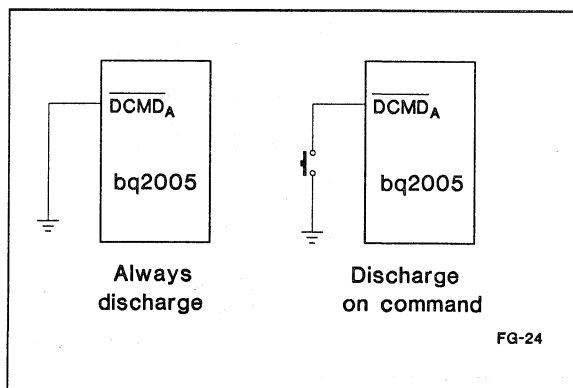 DCMDA
bq2005
Always
discharge
DCMDA
bq2005
Discharge
on command
FG-24